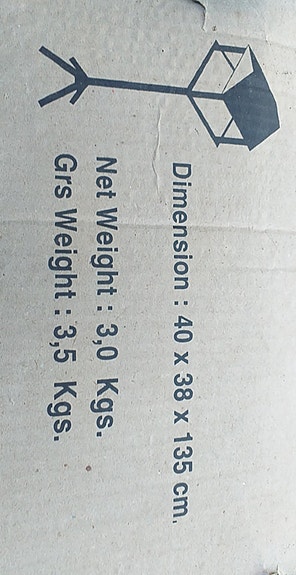 Dimension : 40 x 38 x 135 cm.
Net Weight : 3,0 Kgs.
Grs Weight : 3,5 Kgs.